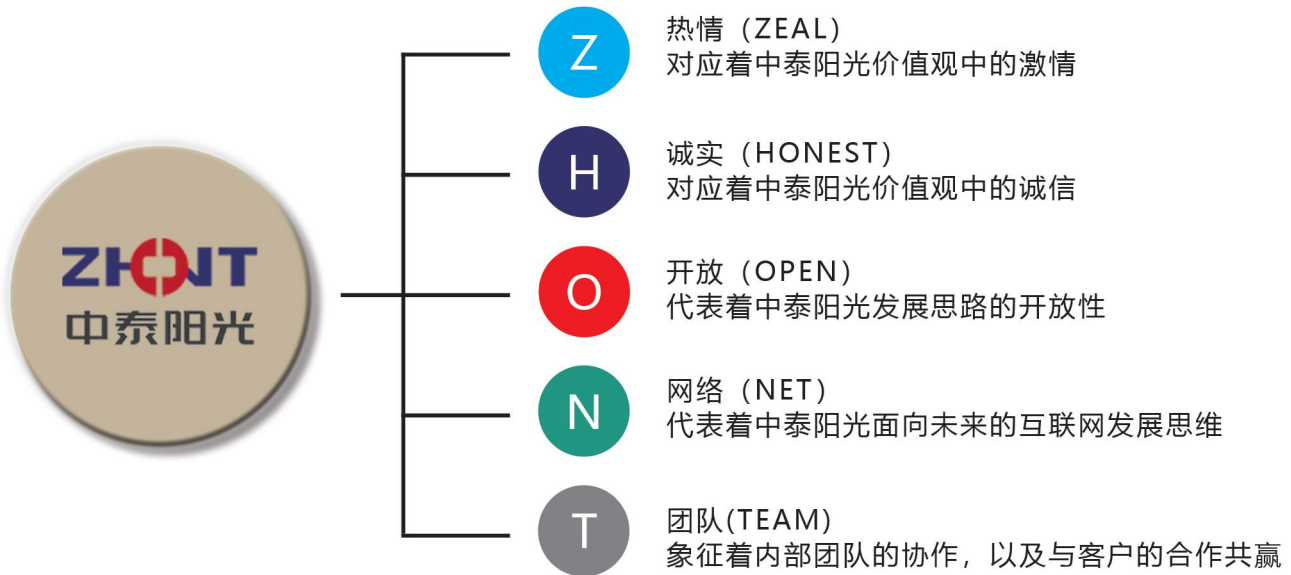 ZHONT
中泰阳光
Z
热情（ZEAL）
对应着中泰阳光价值观中的激情
H
诚实（HONEST）
对应着中泰阳光价值观中的诚信
O
开放（OPEN）
代表着中泰阳光发展思路的开放性
N
网络（NET）
代表着中泰阳光面向未来的互联网发展思维
T
团队(TEAM)
象征着内部团队的协作，以及与客户的合作共赢